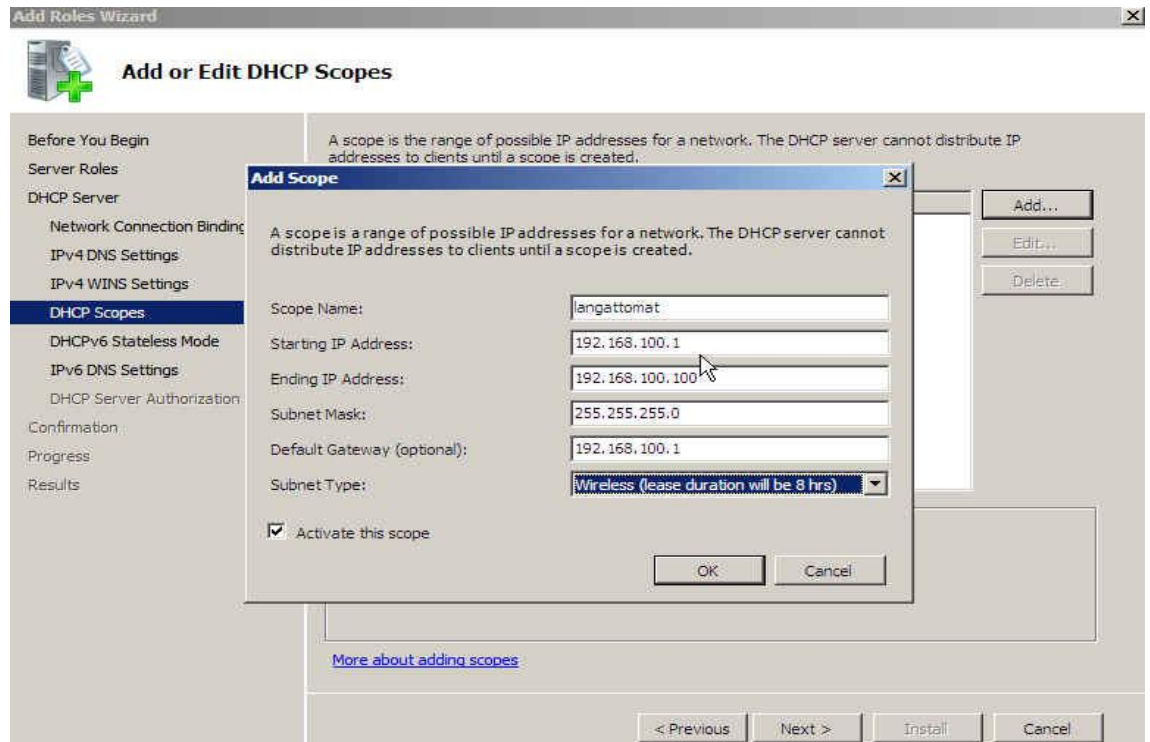 Add Roles Wizard
Add or Edit DHCP Scopes
Before You Begin
Server Roles
DHCP Server
Network Connection Binding
IPv4 DNS Settings
IPv4 WINS Settings
DHCP Scopes
DHCPv6 Stateless Mode
IPv6 DNS Settings
DHCP Server Authorization
Confirmation
Progress
Results
A scope is the range of possible IP addresses for a network. The DHCP server cannot distribute IP
addresses to clients until a scope is created.
Add...
Edit...
Delete
Add Scope
A scope is a range of possible IP addresses for a network. The DHCP server cannot
distribute IP addresses to clients until a scope is created.
Scope Name: langattomat
Starting IP Address: 192.168.100.1
Ending IP Address: 192.168.100.100
Subnet Mask: 255.255.255.0
Default Gateway (optional): 192.168.100.1
Subnet Type: Wireless (lease duration will be 8 hrs)
Activate this scope
OK Cancel
More about adding scopes
< Previous Next > Install Cancel